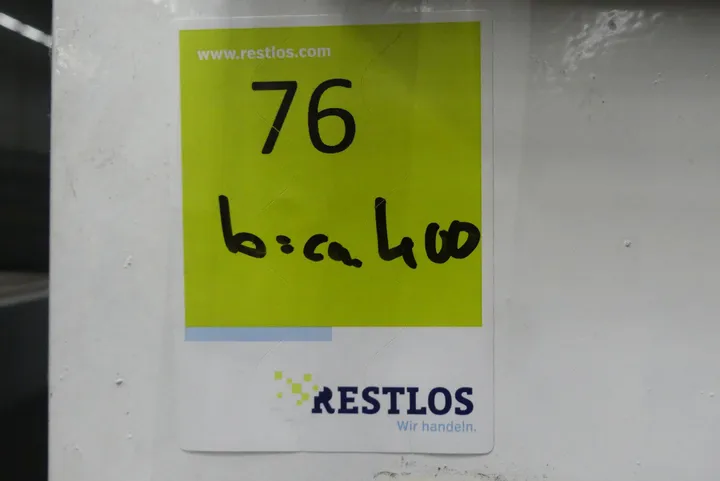 www.restlos.com
76
b=ca. 400
RESTLOS
Wir handeln.